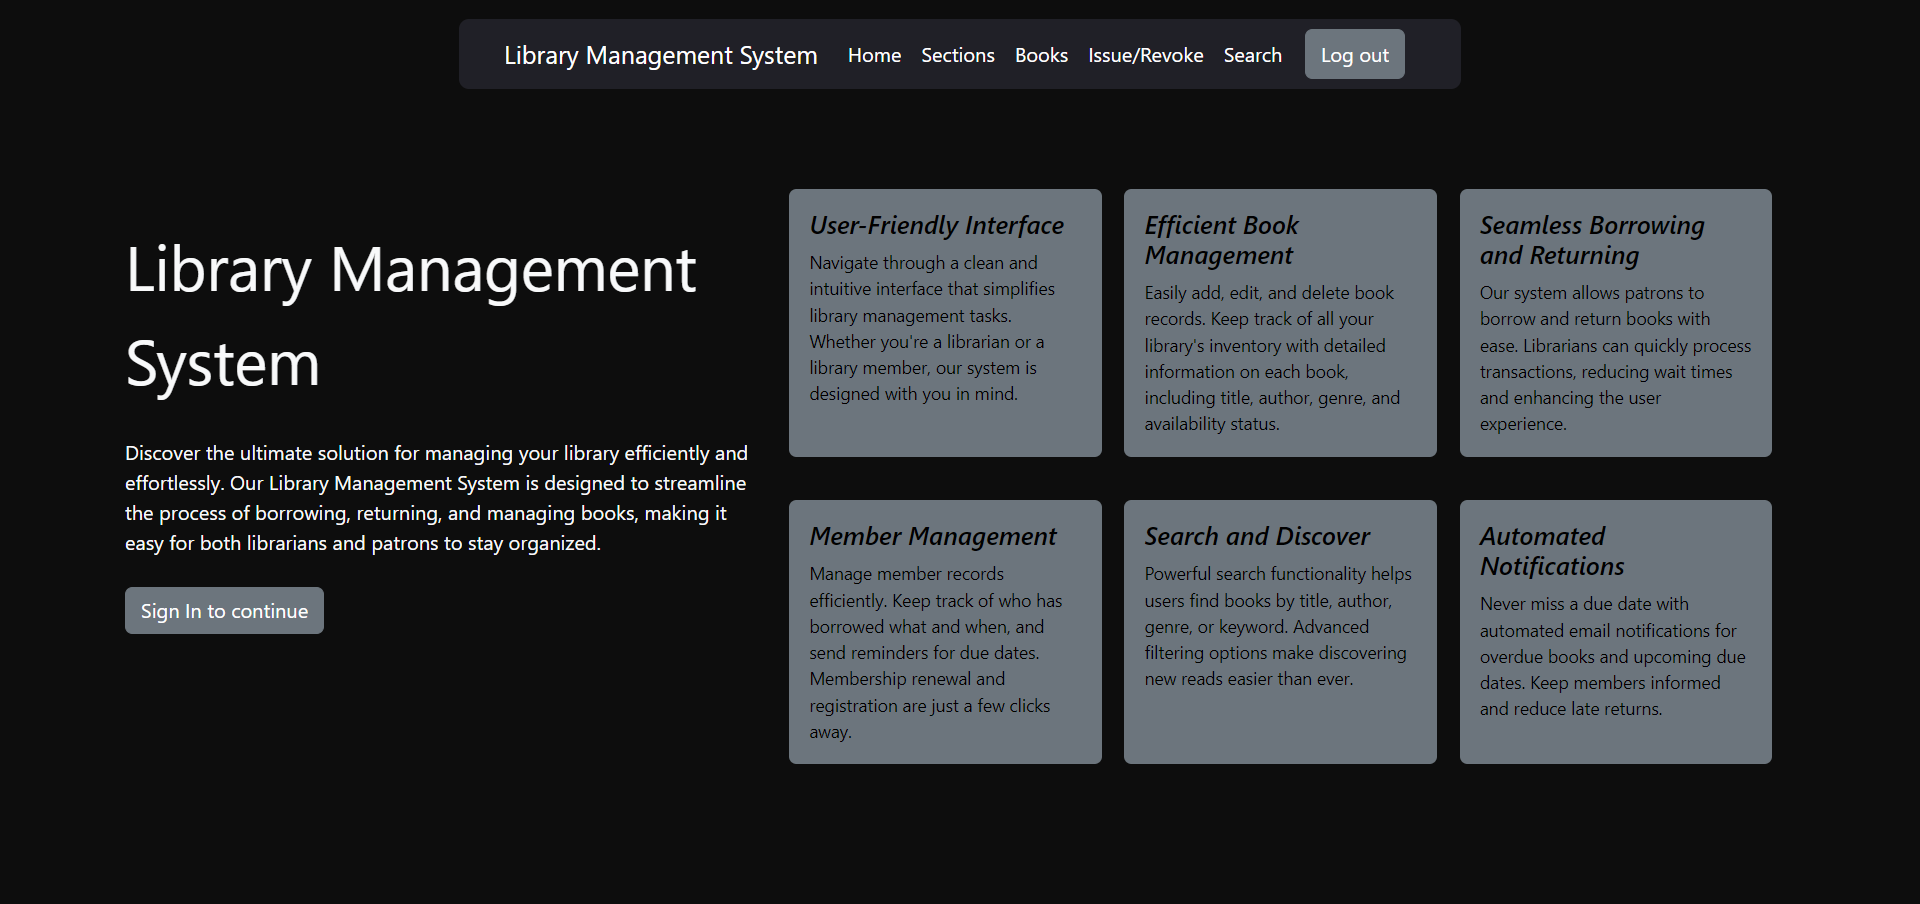 Library Management System Home Sections Books Issue/Revoke Search Log out
Library Management
System
Discover the ultimate solution for managing your library efficiently and
effortlessly. Our Library Management System is designed to streamline
the process of borrowing, returning, and managing books, making it
easy for both librarians and patrons to stay organized.
Sign In to continue
User-Friendly Interface
Navigate through a clean and
intuitive interface that simplifies
library management tasks.
Whether you're a librarian or a
library member, our system is
designed with you in mind.
Efficient Book
Management
Easily add, edit, and delete book
records. Keep track of all your
library's inventory with detailed
information on each book,
including title, author, genre, and
availability status.
Seamless Borrowing
and Returning
Our system allows patrons to
borrow and return books with
ease. Librarians can quickly process
transactions, reducing wait times
and enhancing the user
experience.
Member Management
Manage member records
efficiently. Keep track of who has
borrowed what and when, and
send reminders for due dates.
Membership renewal and
registration are just a few clicks
away.
Search and Discover
Powerful search functionality helps
users find books by title, author,
genre, or keyword. Advanced
filtering options make discovering
new reads easier than ever.
Automated
Notifications
Never miss a due date with
automated email notifications for
overdue books and upcoming due
dates. Keep members informed
and reduce late returns.